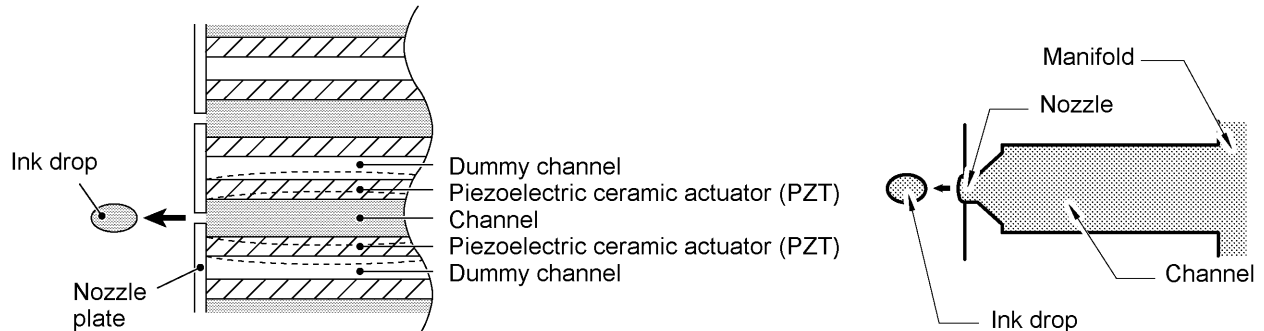 Ink drop
Nozzle
plate
Dummy channel
Piezoelectric ceramic actuator (PZT)
Channel
Piezoelectric ceramic actuator (PZT)
Dummy channel
Manifold
Nozzle
Channel
Ink drop